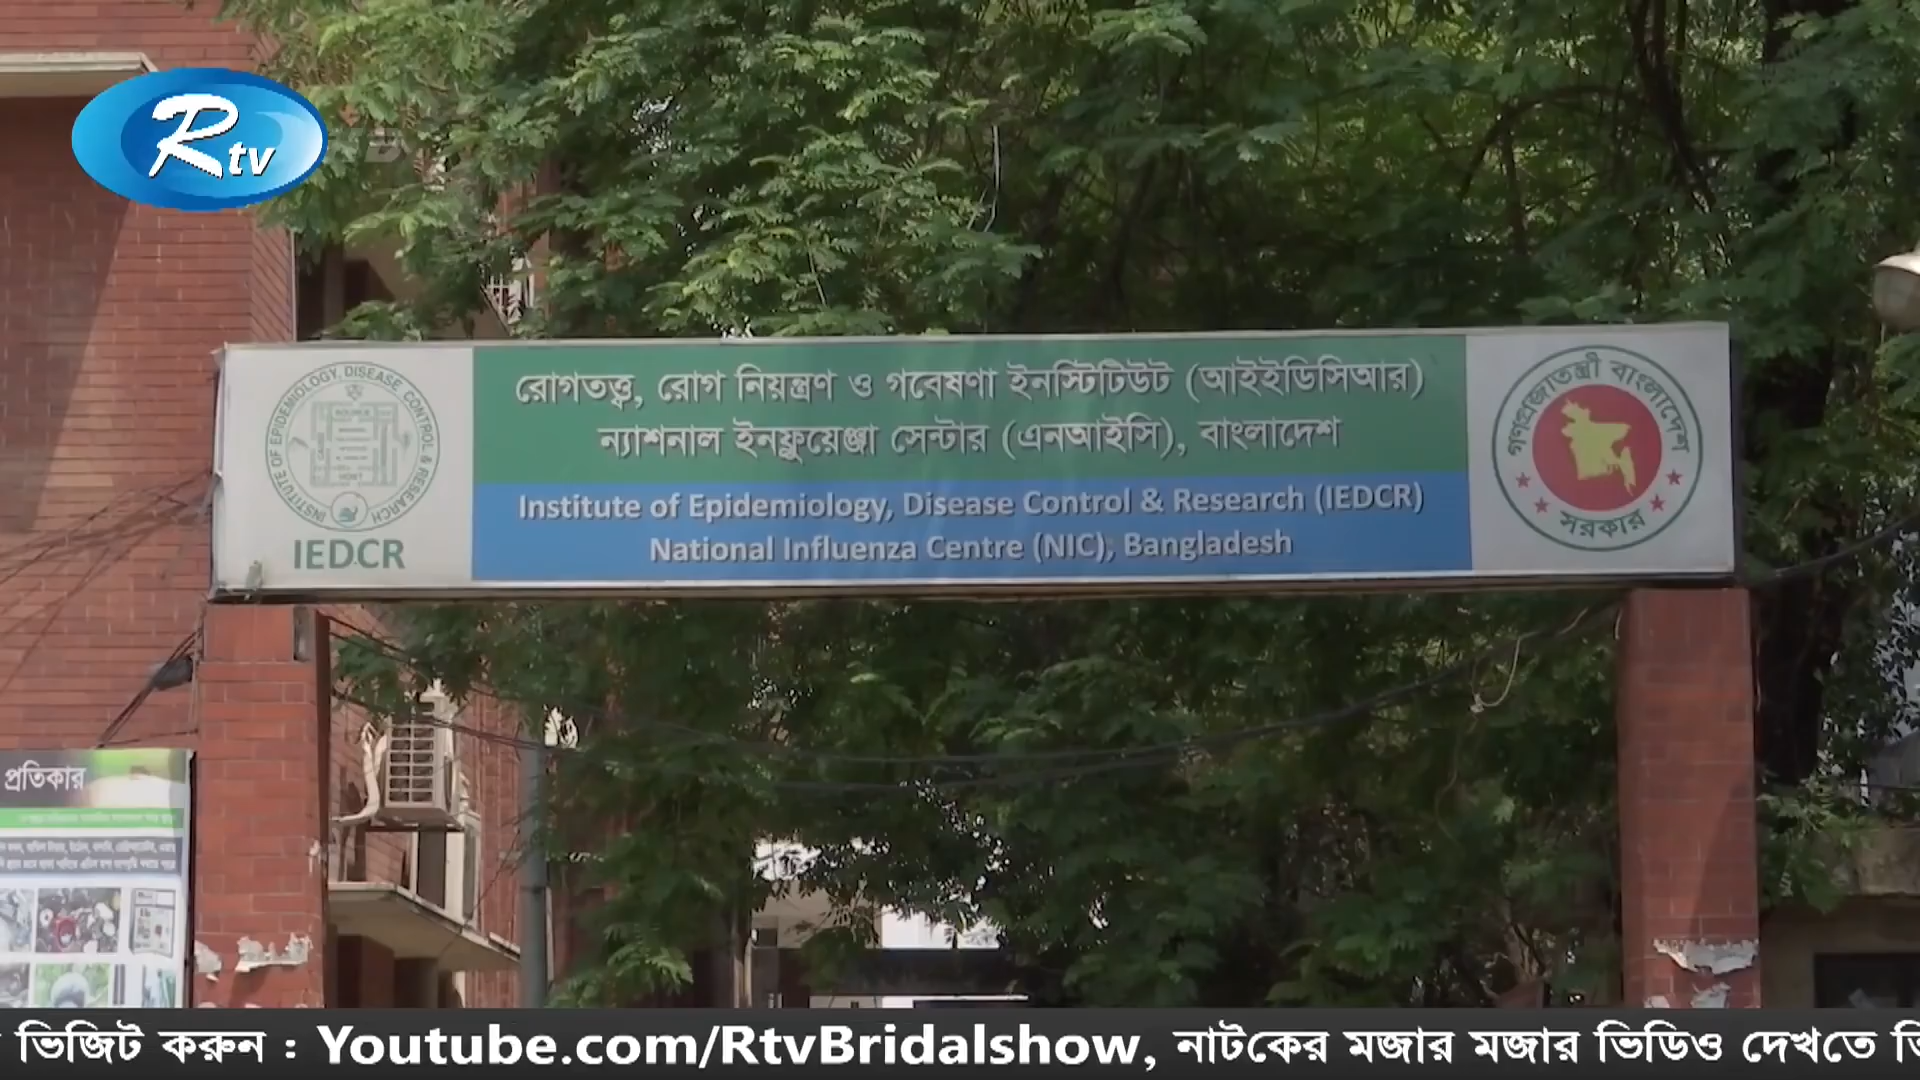 Rtv
রোগতত্ত্ব, রোগ নিয়ন্ত্রণ ও গবেষণা ইনস্টিটিউট (আইইডিসিআর)
ন্যাশনাল ইনফ্লুয়েঞ্জা সেন্টার (এনআইসি), বাংলাদেশ
Institute of Epidemiology, Disease Control & Research (IEDCR)
National Influenza Centre (NIC), Bangladesh
INSTITUTE OF EPIDEMIOLOGY, DISEASE CONTROL & RESEARCH
IEDCR
গণপ্রজাতন্ত্রী বাংলাদেশ
সরকার
প্রতিকার
ভিজিট করুন : Youtube.com/RtvBridalshow, নাটকের মজার মজার ভিডিও দেখতে